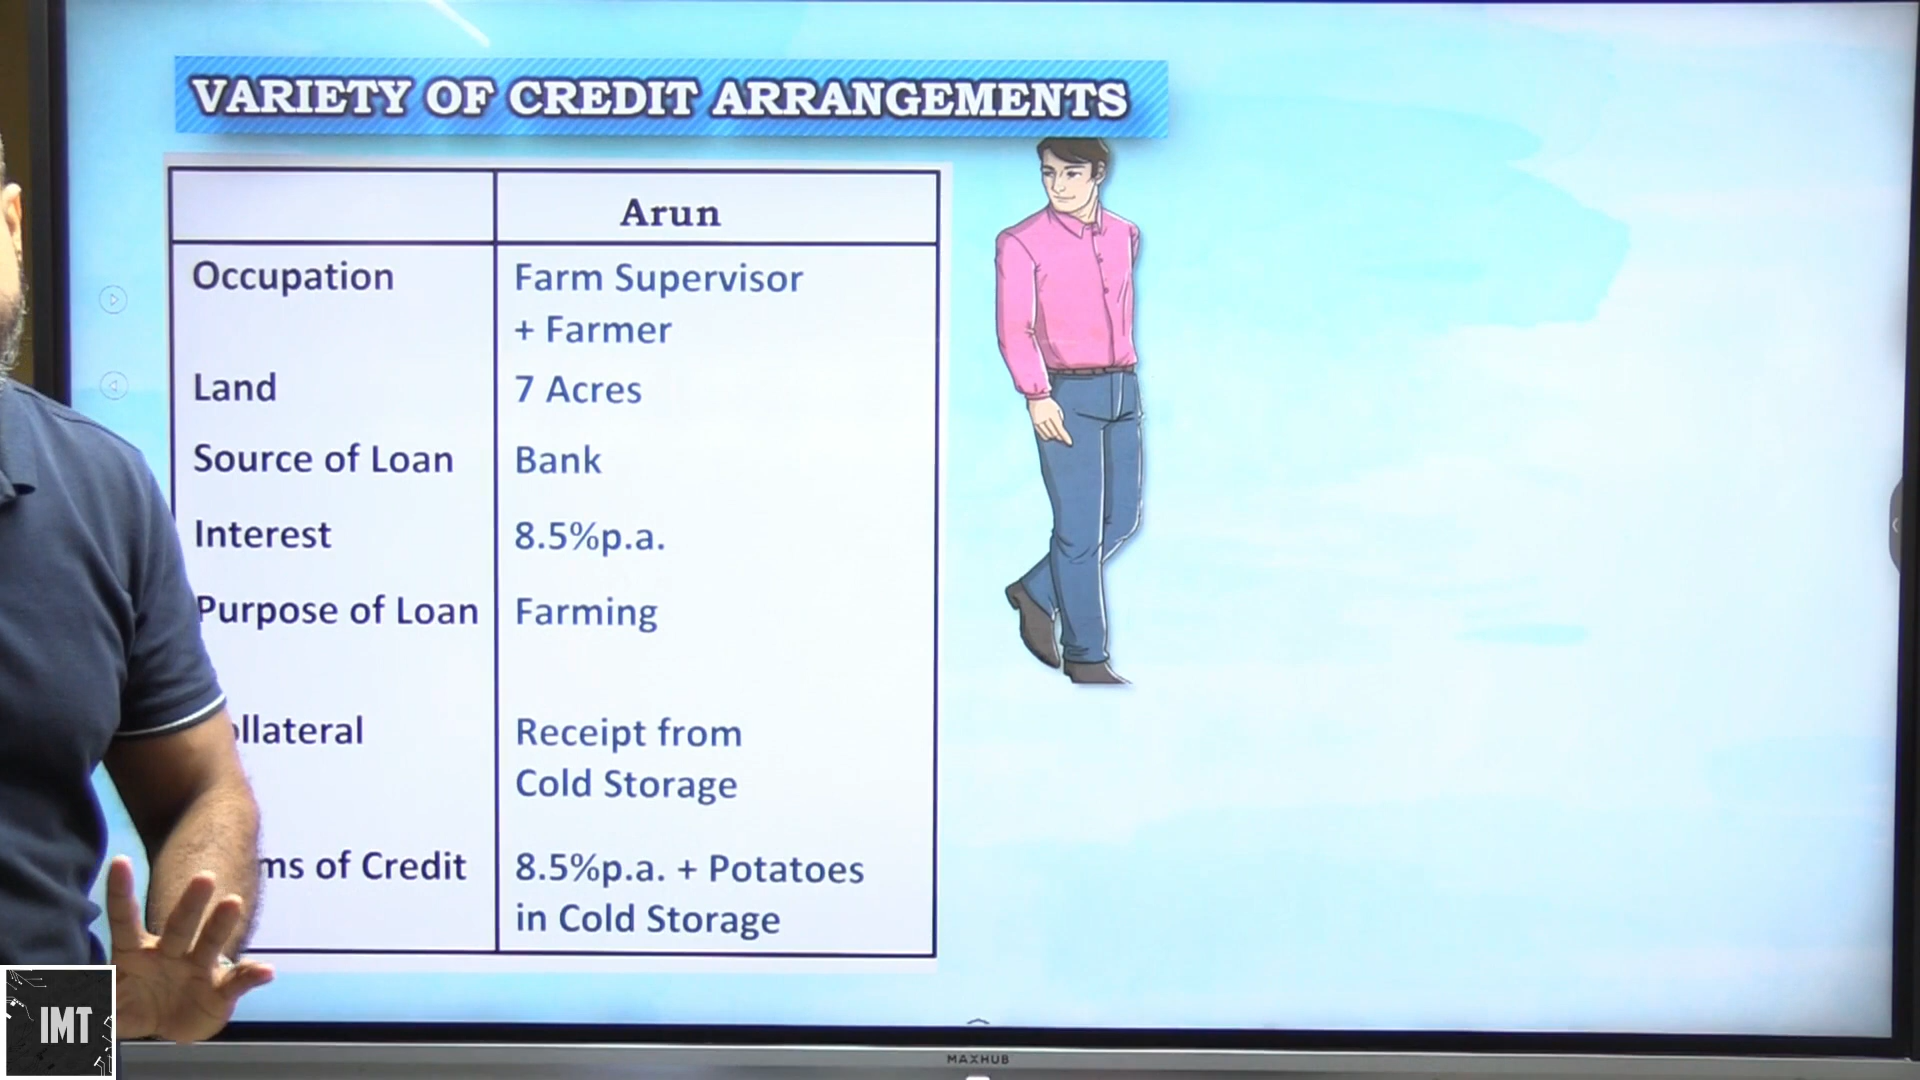 VARIETY OF CREDIT ARRANGEMENTS
Arun
Occupation Farm Supervisor
+ Farmer
Land 7 Acres
Source of Loan Bank
Interest 8.5%p.a.
Purpose of Loan Farming
ollateral Receipt from
Cold Storage
ms of Credit 8.5%p.a. + Potatoes
in Cold Storage
IMT
MAXHUB